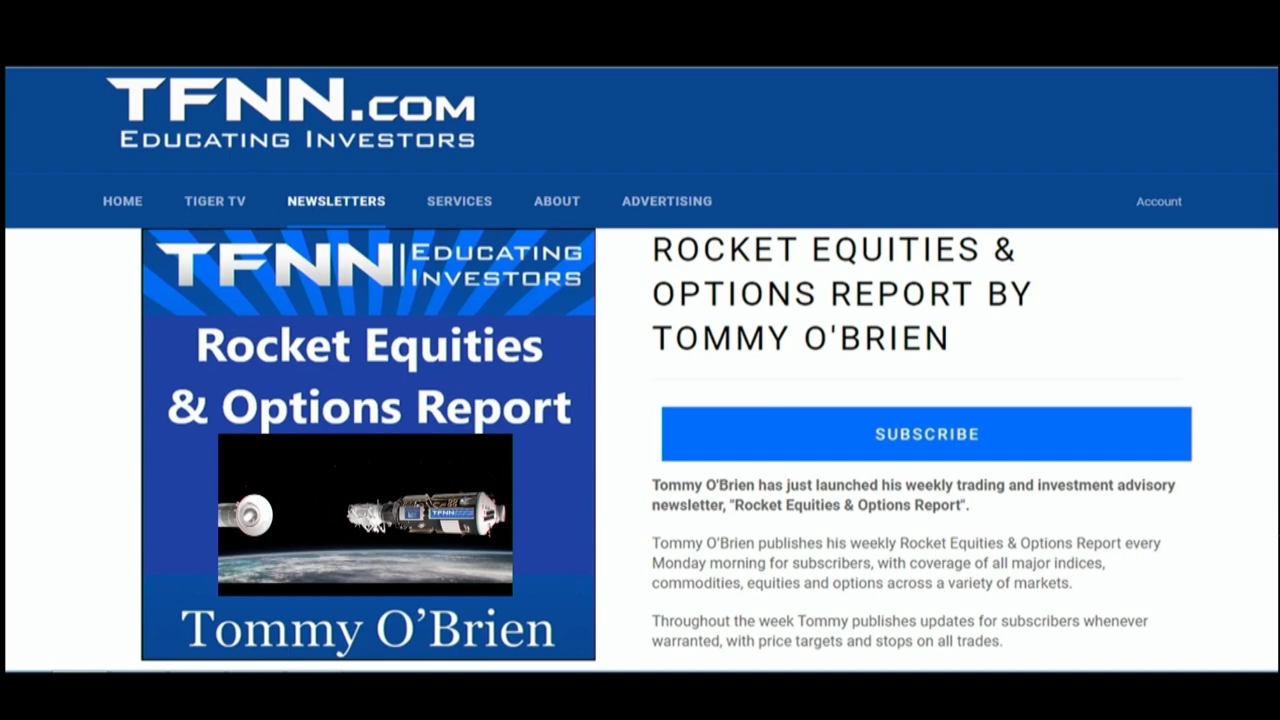 TFNN.COM
EDUCATING INVESTORS
HOME TIGER TV NEWSLETTERS SERVICES ABOUT ADVERTISING Account
TFNN EDUCATING
INVESTORS
Rocket Equities
& Options Report
TFNN
Tommy O'Brien
ROCKET EQUITIES &
OPTIONS REPORT BY
TOMMY O'BRIEN
SUBSCRIBE
Tommy O'Brien has just launched his weekly trading and investment advisory
newsletter, "Rocket Equities & Options Report".
Tommy O'Brien publishes his weekly Rocket Equities & Options Report every
Monday morning for subscribers, with coverage of all major indices,
commodities, equities and options across a variety of markets.
Throughout the week Tommy publishes updates for subscribers whenever
warranted, with price targets and stops on all trades.